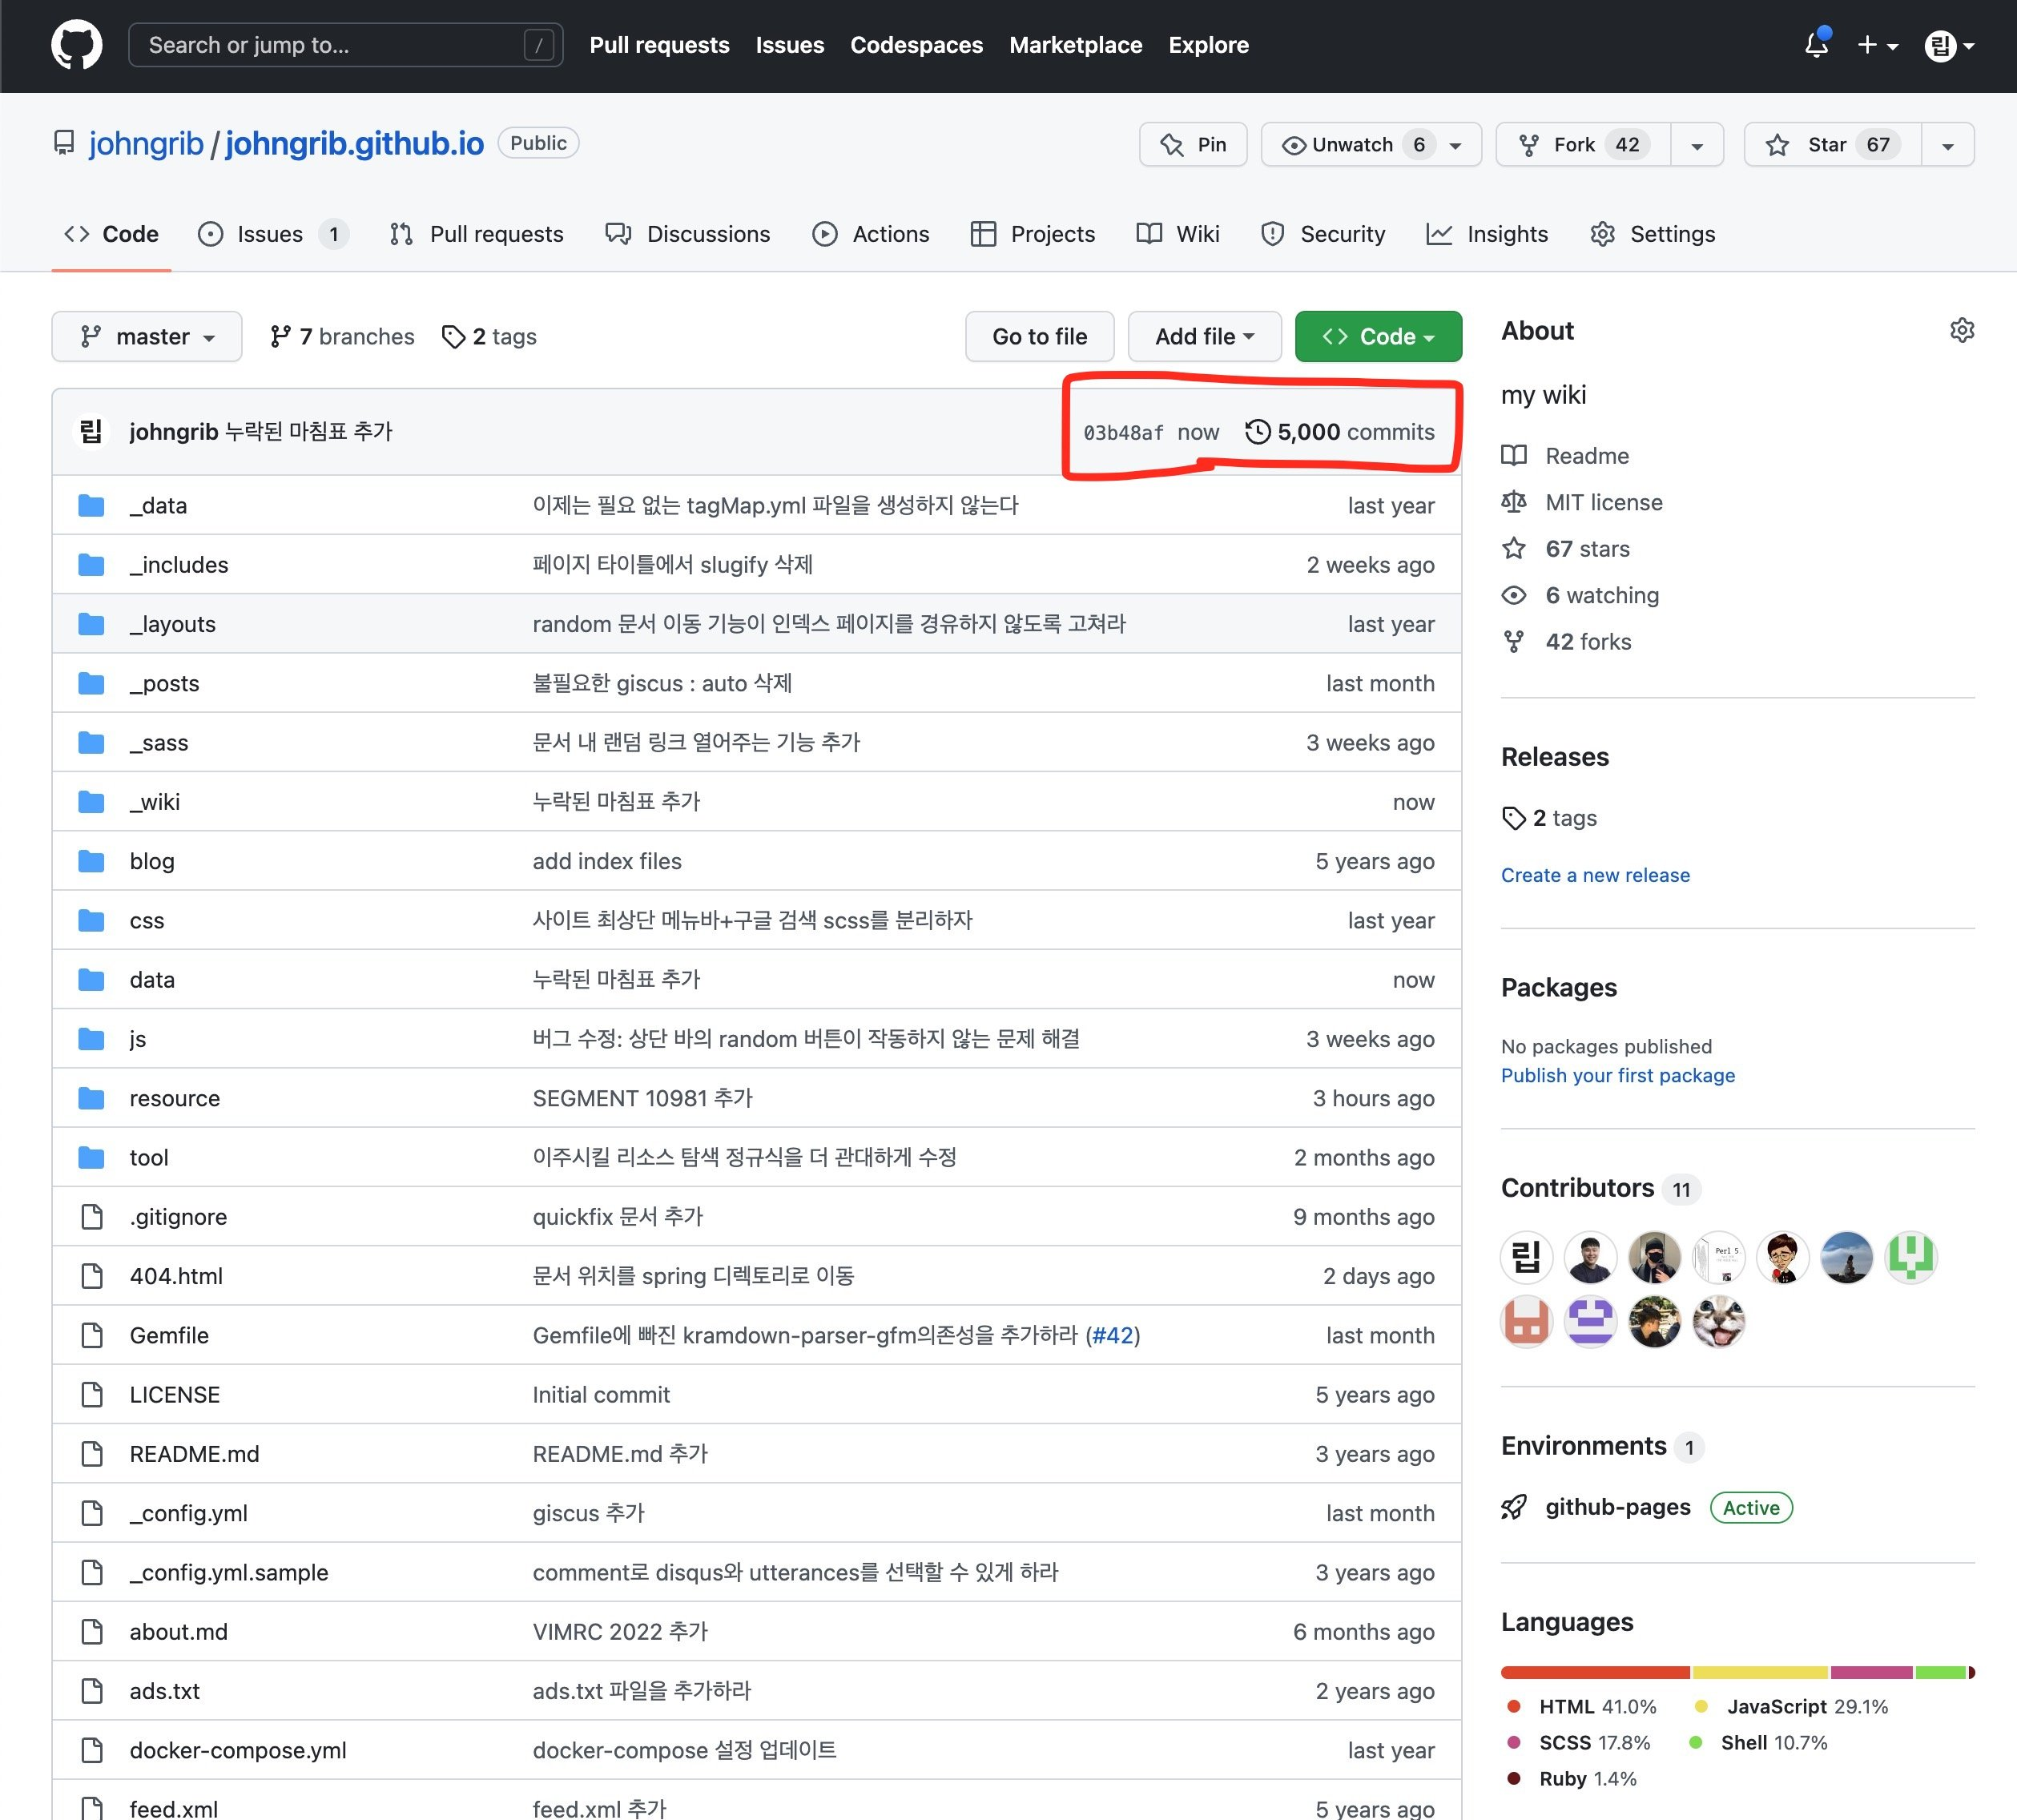 Search or jump to... / Pull requests Issues Codespaces Marketplace Explore 립
johngrib / johngrib.github.io Public Pin Unwatch 6 Fork 42 Star 67
Code Issues 1 Pull requests Discussions Actions Projects Wiki Security Insights Settings
master 7 branches 2 tags Go to file Add file Code
립 johngrib 누락된 마침표 추가 03b48af now 5,000 commits
_data 이제는 필요 없는 tagMap.yml 파일을 생성하지 않는다 last year
_includes 페이지 타이틀에서 slugify 삭제 2 weeks ago
_layouts random 문서 이동 기능이 인덱스 페이지를 경유하지 않도록 고쳐라 last year
_posts 불필요한 giscus : auto 삭제 last month
_sass 문서 내 랜덤 링크 열어주는 기능 추가 3 weeks ago
_wiki 누락된 마침표 추가 now
blog add index files 5 years ago
css 사이트 최상단 메뉴바+구글 검색 scss를 분리하자 last year
data 누락된 마침표 추가 now
js 버그 수정: 상단 바의 random 버튼이 작동하지 않는 문제 해결 3 weeks ago
resource SEGMENT 10981 추가 3 hours ago
tool 이주시킬 리소스 탐색 정규식을 더 관대하게 수정 2 months ago
.gitignore quickfix 문서 추가 9 months ago
404.html 문서 위치를 spring 디렉토리로 이동 2 days ago
Gemfile Gemfile에 빠진 kramdown-parser-gfm의존성을 추가하라 (#42) last month
LICENSE Initial commit 5 years ago
README.md README.md 추가 3 years ago
_config.yml giscus 추가 last month
_config.yml.sample comment로 disqus와 utterances를 선택할 수 있게 하라 3 years ago
about.md VIMRC 2022 추가 6 months ago
ads.txt ads.txt 파일을 추가하라 2 years ago
docker-compose.yml docker-compose 설정 업데이트 last year
feed.xml feed.xml 추가 5 years ago
About
my wiki
Readme
MIT license
67 stars
6 watching
42 forks
Releases
2 tags
Create a new release
Packages
No packages published
Publish your first package
Contributors 11
립 Perl 5
Environments 1
github-pages Active
Languages
HTML 41.0% JavaScript 29.1%
SCSS 17.8% Shell 10.7%
Ruby 1.4%